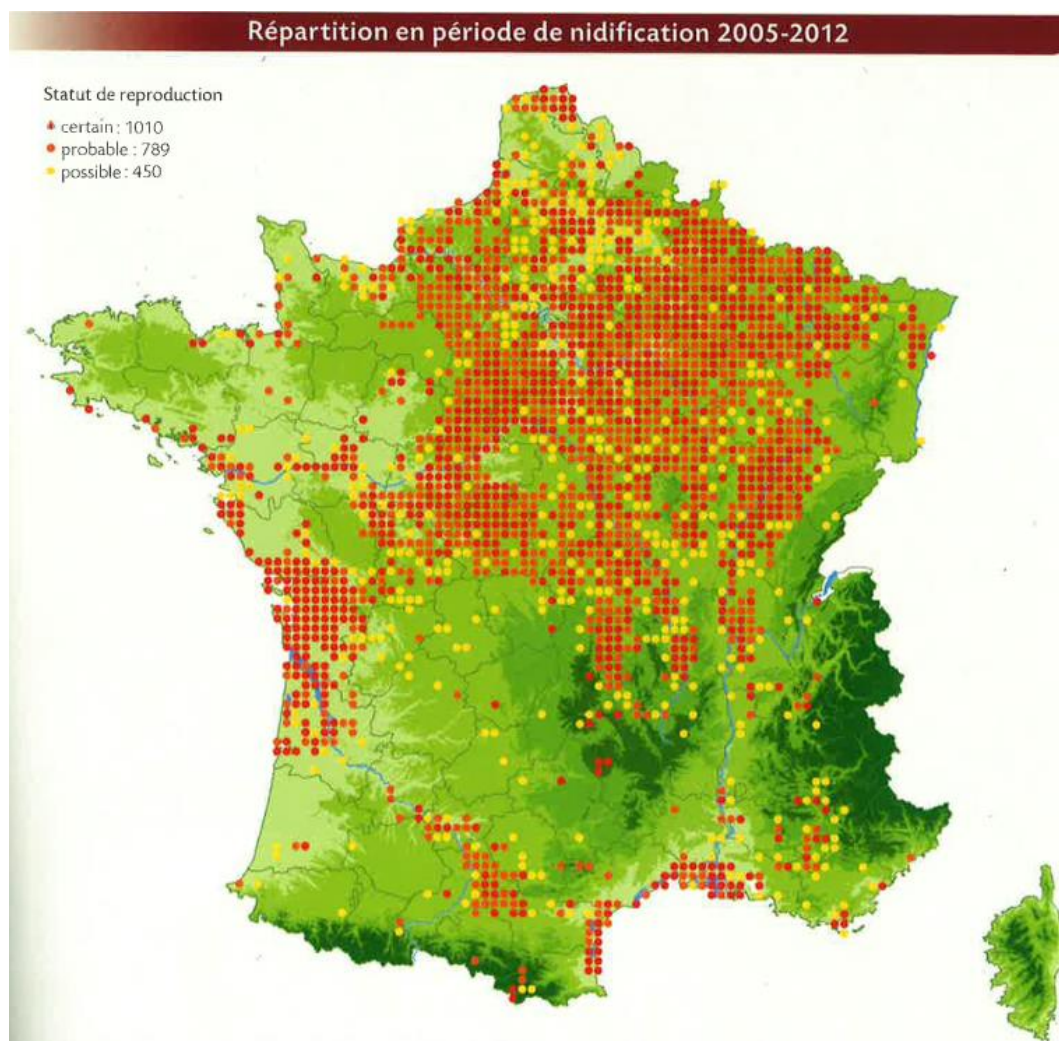 Répartition en période de nidification 2005-2012
Statut de reproduction
certain : 1010
probable : 789
possible : 450